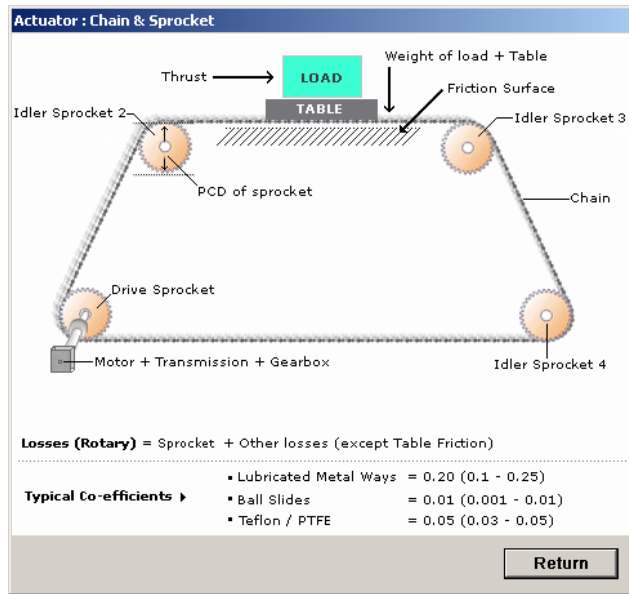 Actuator : Chain & Sprocket
Weight of load + Table
Thrust
LOAD
Friction Surface
TABLE
Idler Sprocket 2
Idler Sprocket 3
PCD of sprocket
Chain
Drive Sprocket
Motor + Transmission + Gearbox
Idler Sprocket 4
Losses (Rotary) = Sprocket + Other losses (except Table Friction)
Typical Co-efficients
▪ Lubricated Metal Ways = 0.20 (0.1 - 0.25)
▪ Ball Slides = 0.01 (0.001 - 0.01)
▪ Teflon / PTFE = 0.05 (0.03 - 0.05)
Return